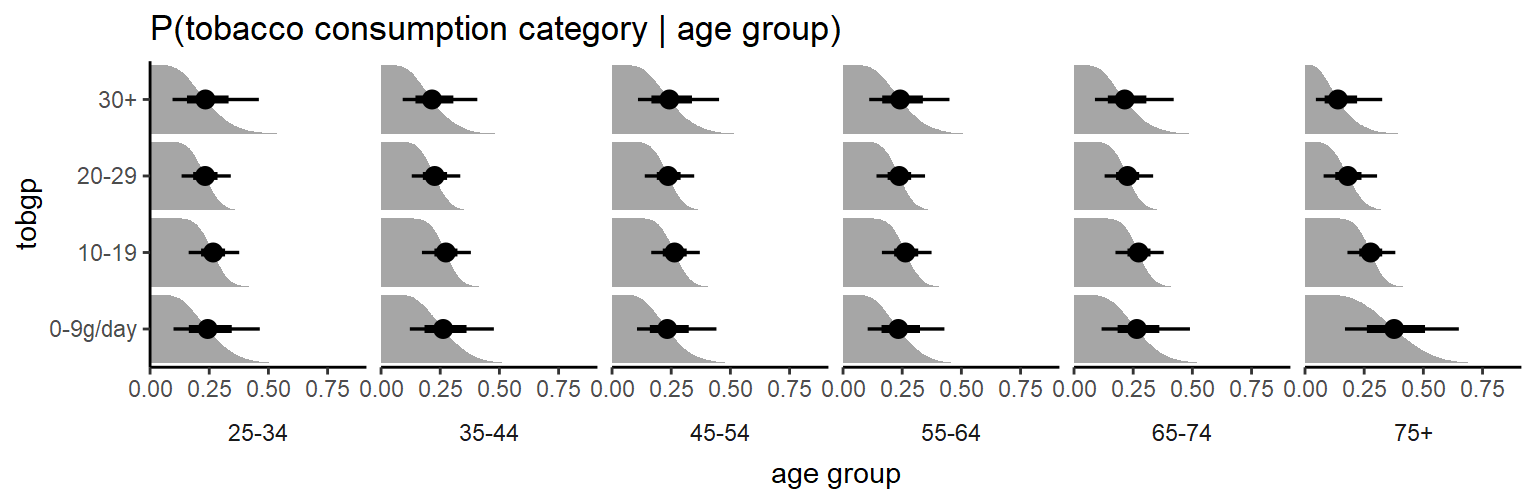 P(tobacco consumption category | age group)
tobgp
30+
20-29
10-19
0-9g/day
0.00 0.25 0.50 0.75 0.00 0.25 0.50 0.75 0.00 0.25 0.50 0.75 0.00 0.25 0.50 0.75 0.00 0.25 0.50 0.75 0.00 0.25 0.50 0.75
25-34 35-44 45-54 55-64 65-74 75+
age group